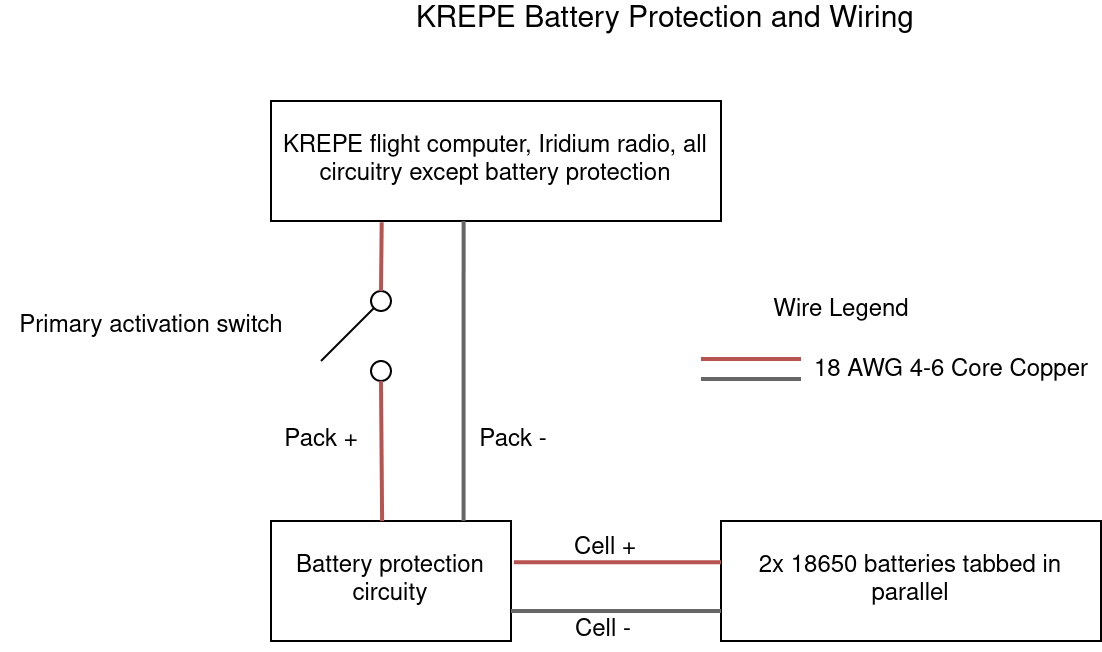 KREPE Battery Protection and Wiring
KREPE flight computer, Iridium radio, all
circuitry except battery protection
Primary activation switch
Wire Legend
18 AWG 4-6 Core Copper
Pack +
Pack -
Battery protection
circuity
Cell +
Cell -
2x 18650 batteries tabbed in
parallel